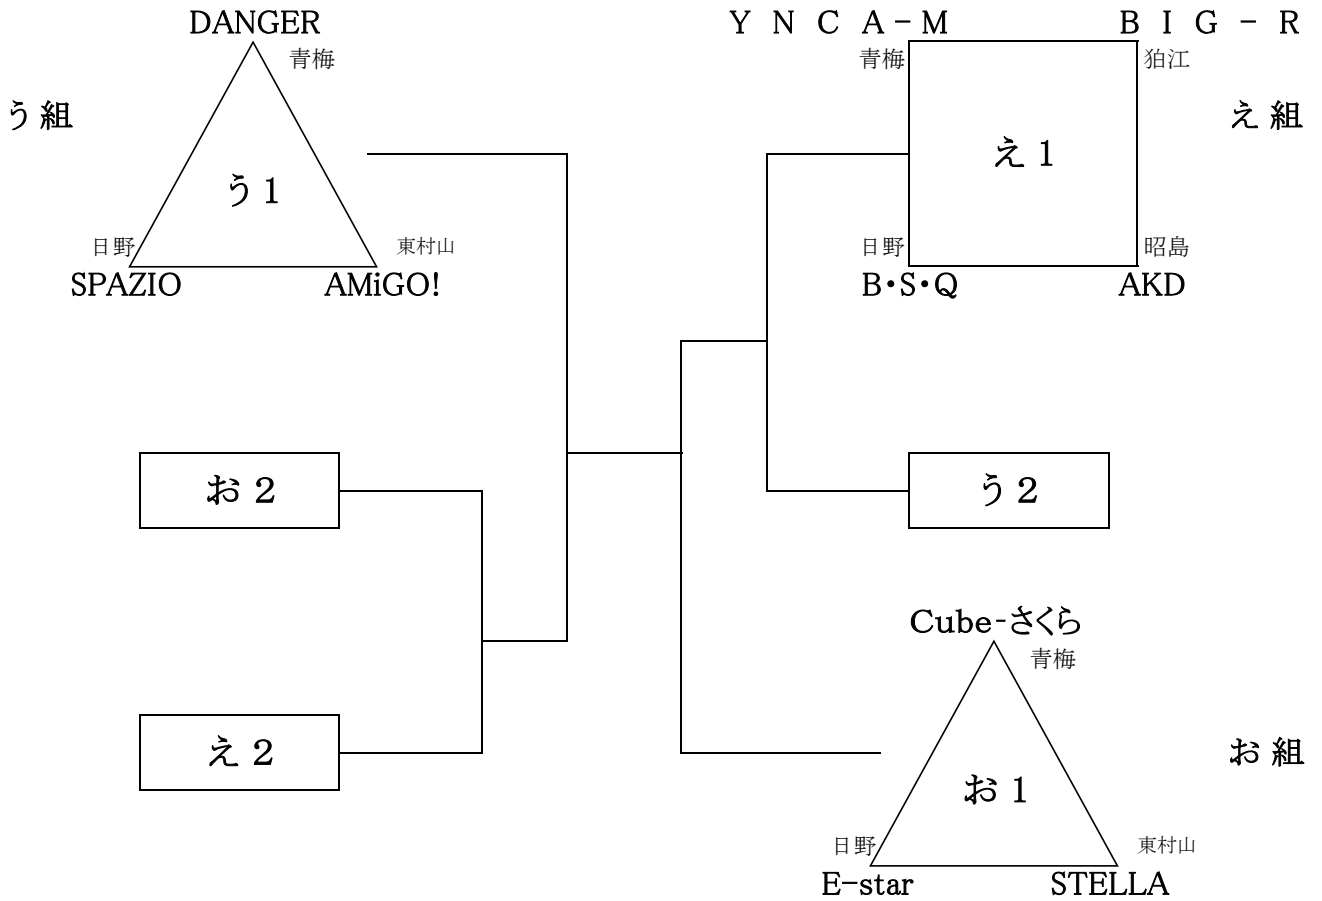 DANGER
青梅
う組
う1
日野
東村山
SPAZIO
AMiGO!
YNCA-M
BIG-R
青梅
狛江
え組
え1
日野
昭島
B・S・Q
AKD
お2
う2
え2
Cube-さくら
青梅
お組
お1
日野
東村山
E-star
STELLA